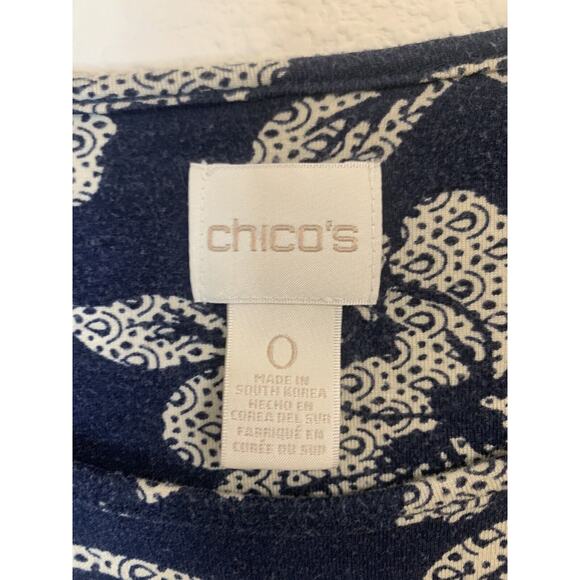 chico's
0
MADE IN
SOUTH KOREA
HECHO EN
COREA DEL SUR
FABRIQUÉ EN
CORÉE DU SUD